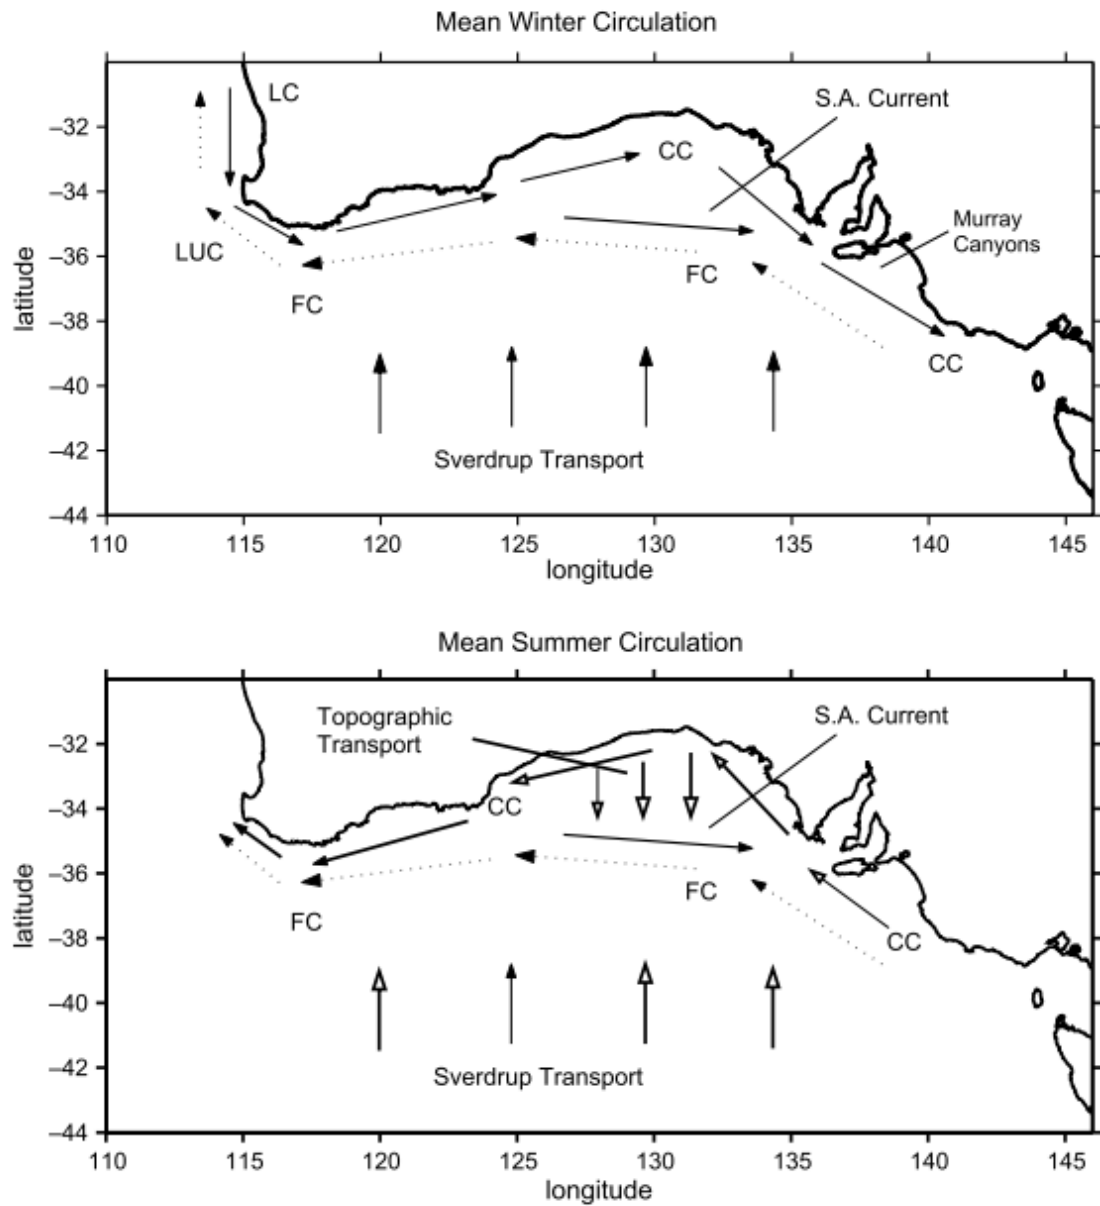 Mean Winter Circulation
LC
S.A. Current
–32
CC
–34
Murray
Canyons
LUC
–36
FC
FC
latitude
–38
CC
–40
–42
Sverdrup Transport
–44
110 115 120 125 130 135 140 145
longitude
Mean Summer Circulation
Topographic
Transport
S.A. Current
–32
–34
CC
–36
FC
FC
latitude
CC
–38
–40
–42
Sverdrup Transport
–44
110 115 120 125 130 135 140 145
longitude